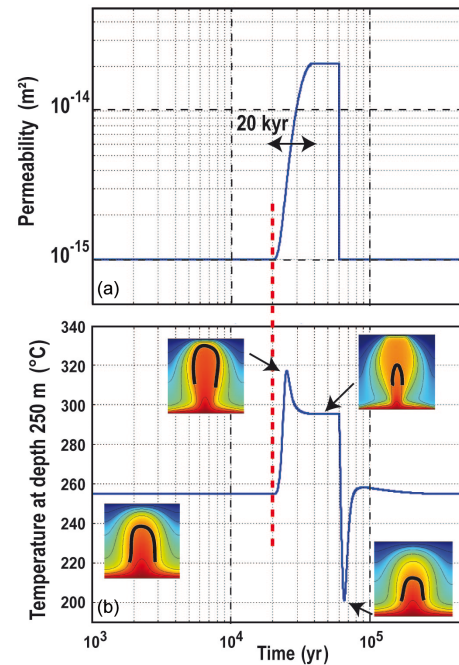 Permeability (m²)
10⁻¹⁴
20 kyr
10⁻¹⁵
(a)
Temperature at depth 250 m (°C)
340
320
300
280
260
240
220
200
(b)
10³
10⁴
Time (yr)
10⁵